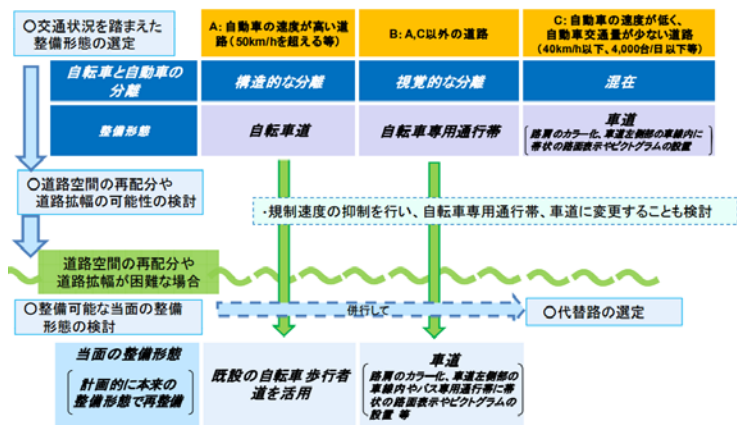 ○交通状況を踏まえた
整備形態の選定
A: 自動車の速度が高い道
路(50km/hを超える等)
B: A,C以外の道路
C: 自動車の速度が低く、
自動車交通量が少ない道路
(40km/h以下、4,000台/日以下等)
自転車と自動車の
分離
構造的な分離
視覚的な分離
混在
整備形態
自転車道
自転車専用通行帯
車道
路肩のカラー化、車道左側部の車線内に
帯状の路面表示やピクトグラムの設置
○道路空間の再配分や
道路拡幅の可能性の検討
・規制速度の抑制を行い、自転車専用通行帯、車道に変更することも検討
道路空間の再配分や
道路拡幅が困難な場合
○整備可能な当面の整備
形態の検討
併行して
○代替路の選定
当面の整備形態
計画的に本来の
整備形態で再整備
既設の自転車歩行者
道を活用
車道
路肩のカラー化、車道左側部の
車線内やバス専用通行帯に帯
状の路面表示やピクトグラムの
設置 等